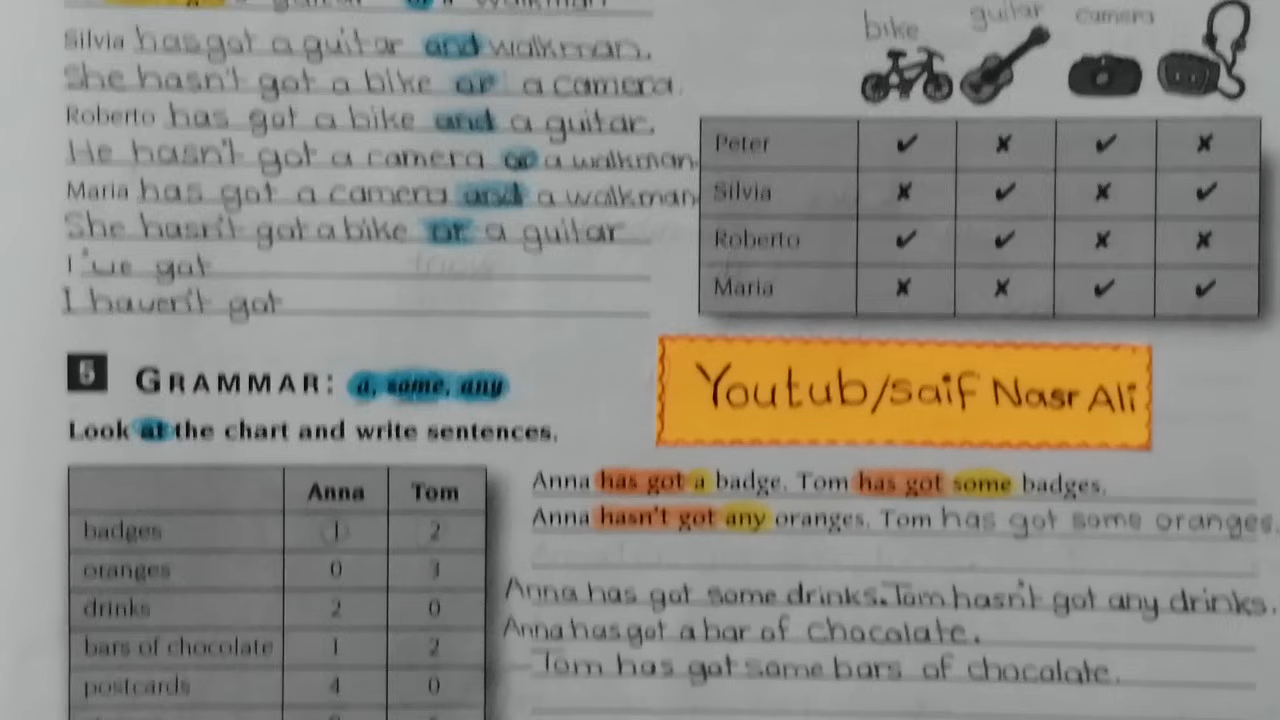 bike guitar camera
Silvia has got a guitar and walkman.
She hasn't got a bike or a camera.
Roberto has got a bike and a guitar.
He hasn't got a camera or a walkman
Maria has got a camera and a walkman
She hasn't got a bike or a guitar
I've got
I haven't got
Peter ✔ ✘ ✔ ✘
Silvia ✘ ✔ ✘ ✔
Roberto ✔ ✔ ✘ ✘
Maria ✘ ✘ ✔ ✔
5 GRAMMAR: a, some, any
Youtub/saif Nasr Ali
Look at the chart and write sentences.
Anna Tom
badges 1 2
oranges 0 3
drinks 2 0
bars of chocolate 1 2
postcards 4 0
Anna has got a badge. Tom has got some badges.
Anna hasn't got any oranges. Tom has got some oranges.
Anna has got some drinks. Tom hasn't got any drinks.
Anna has got a bar of chocolate.
Tom has got some bars of chocolate.